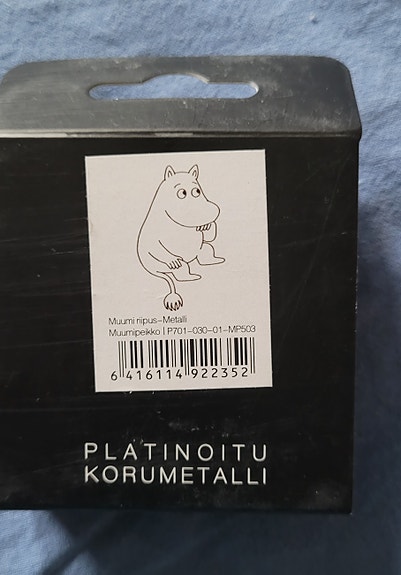 Muumi riipus-Metalli
Muumipeikko | P701-030-01-MP503
6 416114 922352
PLATINOITU
KORUMETALLI